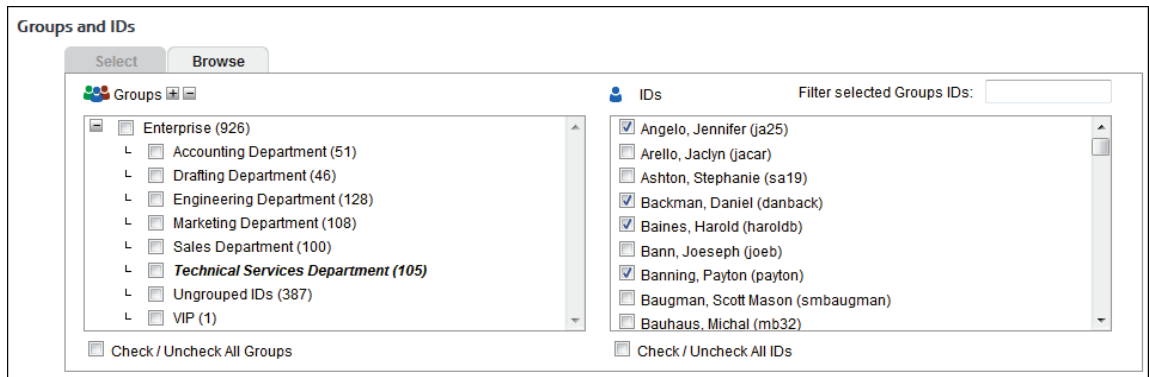 Groups and IDs
Select
Browse
Groups
Enterprise (926)
Accounting Department (51)
Drafting Department (46)
Engineering Department (128)
Marketing Department (108)
Sales Department (100)
Technical Services Department (105)
Ungrouped IDs (387)
VIP (1)
Check / Uncheck All Groups
IDs
Filter selected Groups IDs:
Angelo, Jennifer (ja25)
Arello, Jaclyn (jacar)
Ashton, Stephanie (sa19)
Backman, Daniel (danback)
Baines, Harold (haroldb)
Bann, Joeseph (joeb)
Banning, Payton (payton)
Baugman, Scott Mason (smbaugman)
Bauhaus, Michal (mb32)
Check / Uncheck All IDs